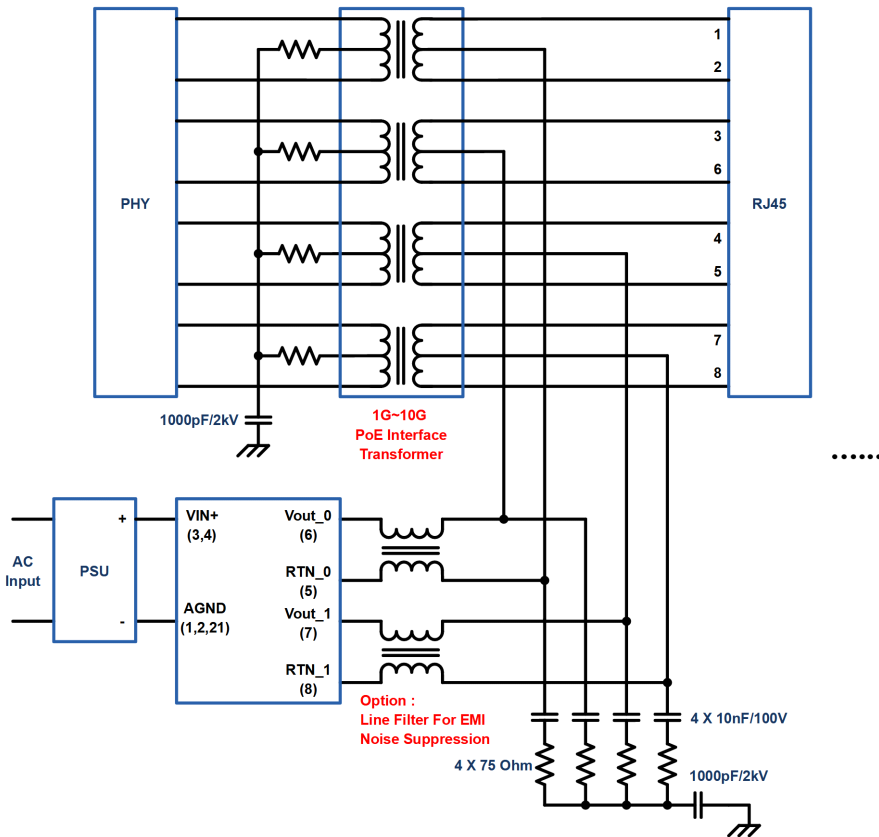 PHY
1
2
3
6
4
5
7
8
RJ45
1000pF/2kV
1G~10G
PoE Interface
Transformer
AC
Input
+
PSU
-
VIN+
(3,4)
AGND
(1,2,21)
Vout_0
(6)
RTN_0
(5)
Vout_1
(7)
RTN_1
(8)
Option :
Line Filter For EMI
Noise Suppression
4 X 10nF/100V
4 X 75 Ohm
1000pF/2kV